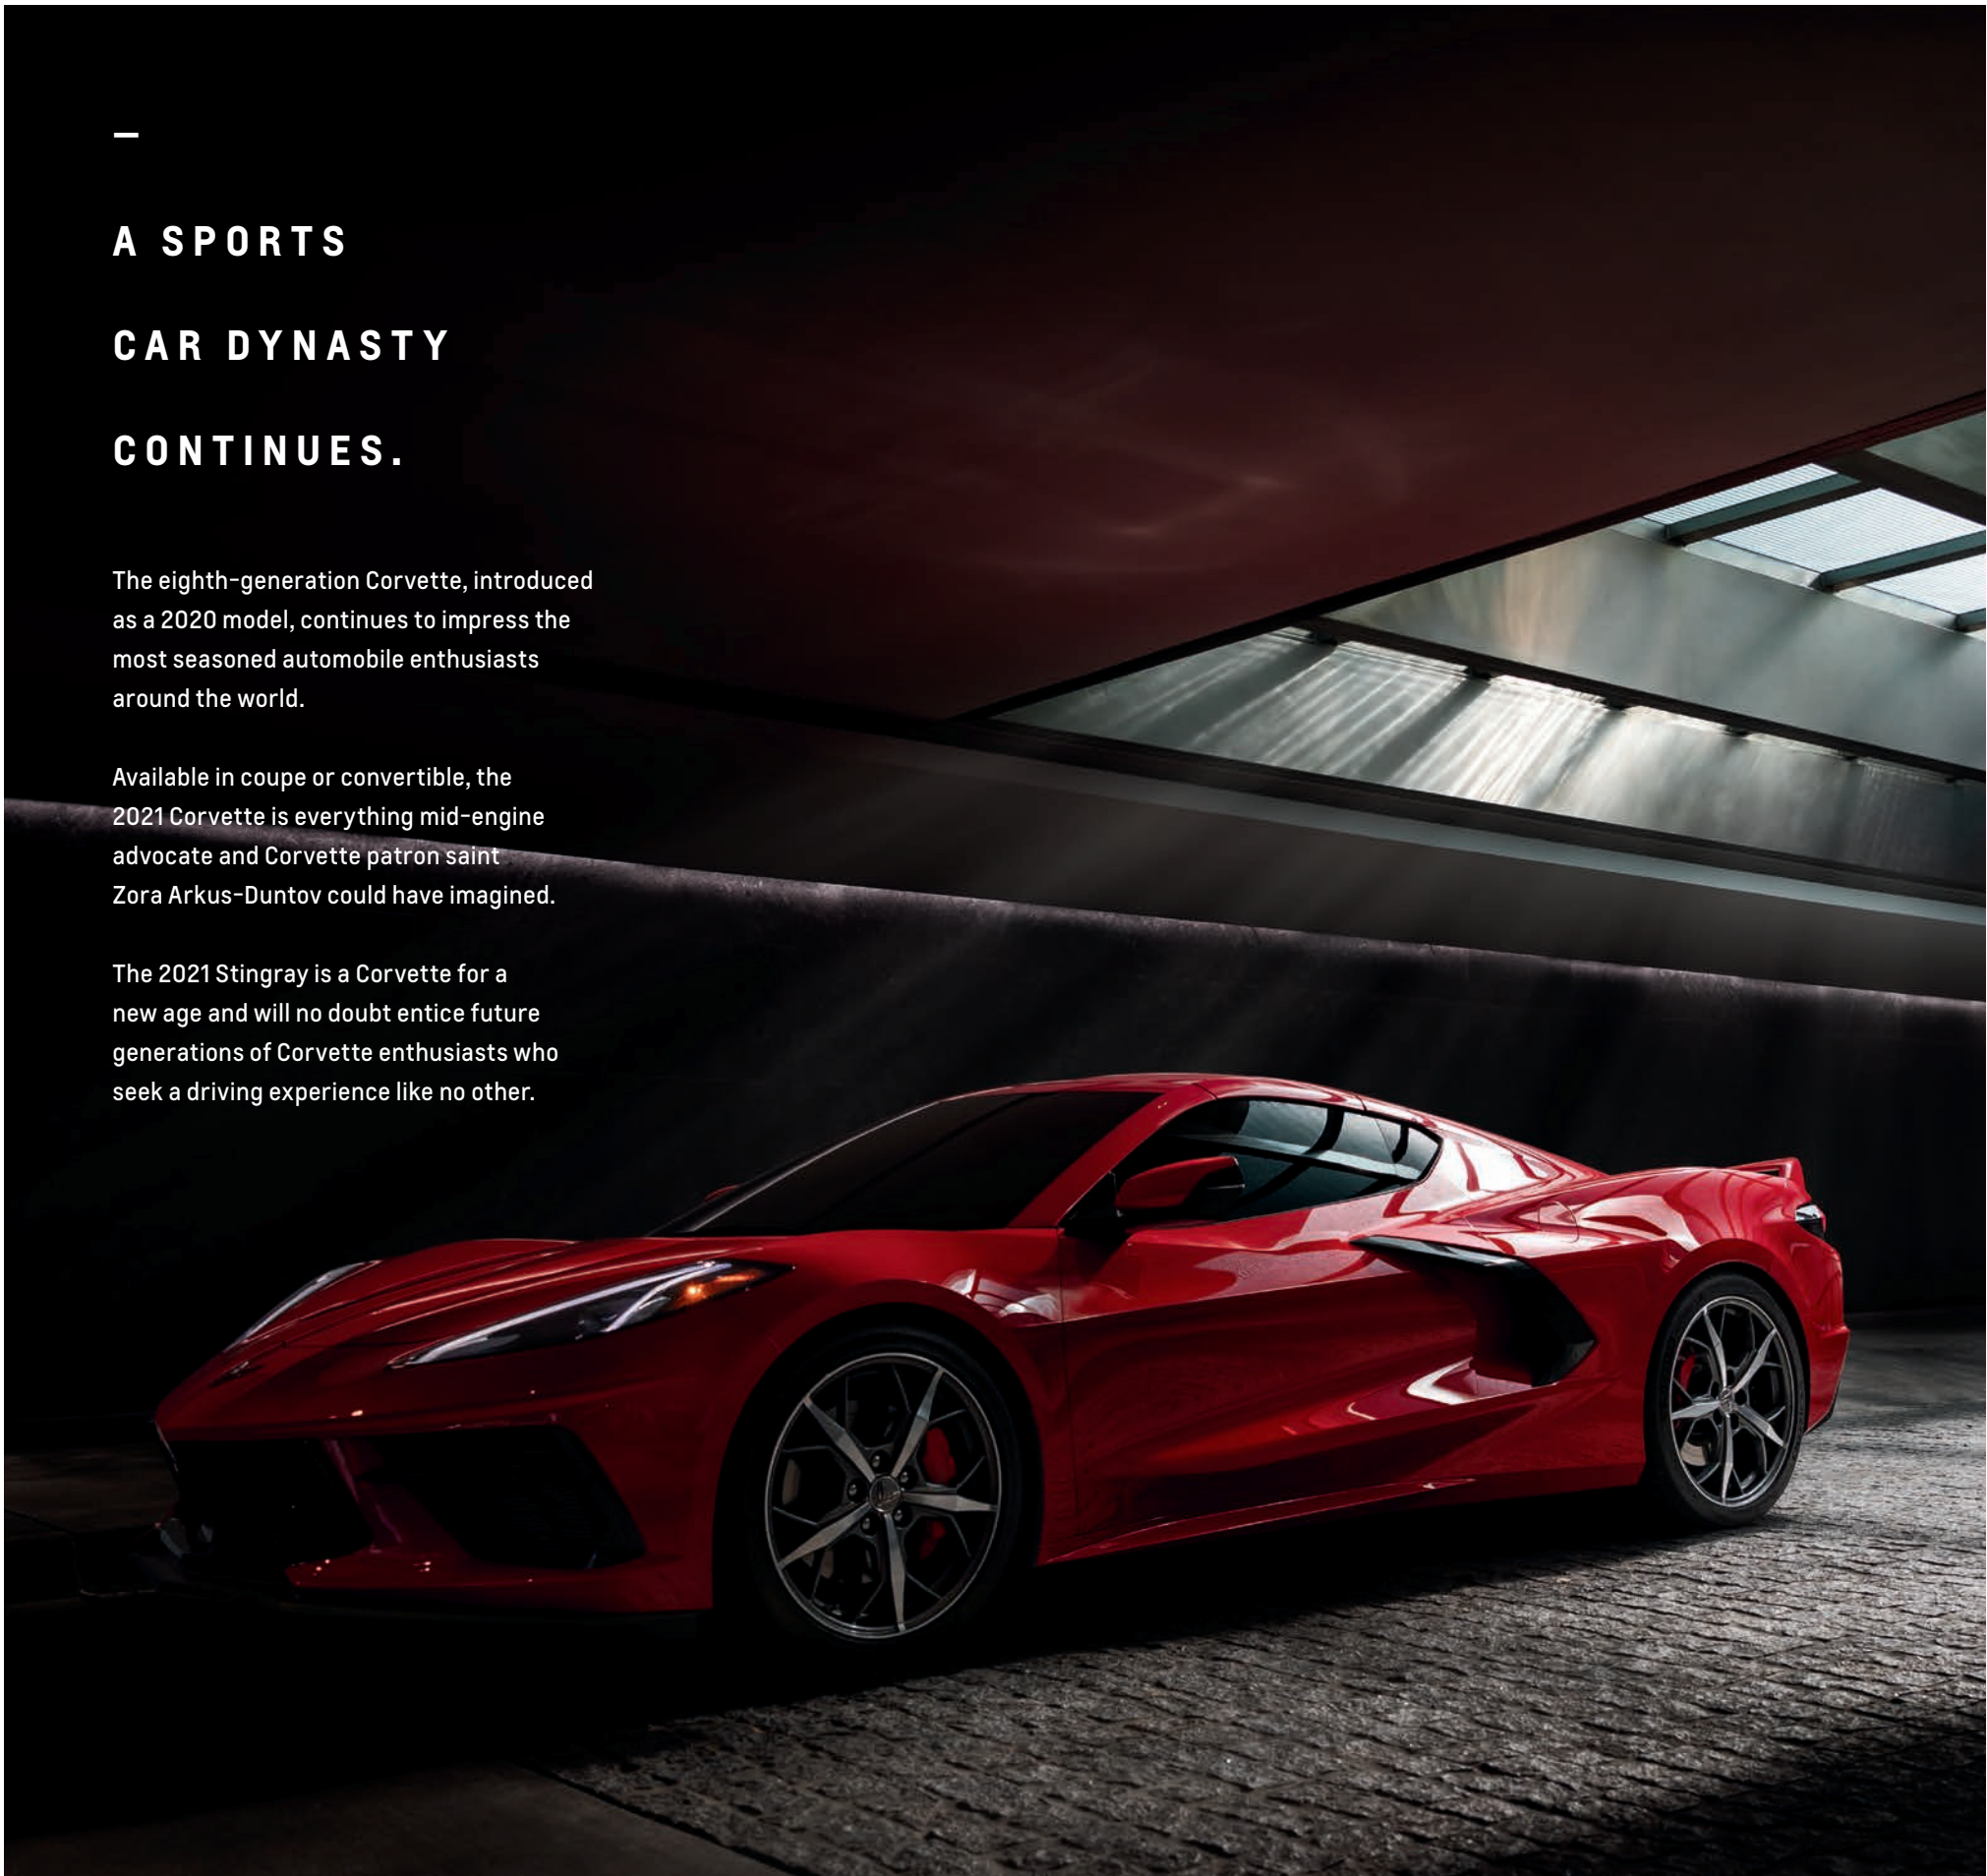 A SPORTS
CAR DYNASTY
CONTINUES.
The eighth-generation Corvette, introduced
as a 2020 model, continues to impress the
most seasoned automobile enthusiasts
around the world.
Available in coupe or convertible, the
2021 Corvette is everything mid-engine
advocate and Corvette patron saint
Zora Arkus-Duntov could have imagined.
The 2021 Stingray is a Corvette for a
new age and will no doubt entice future
generations of Corvette enthusiasts who
seek a driving experience like no other.